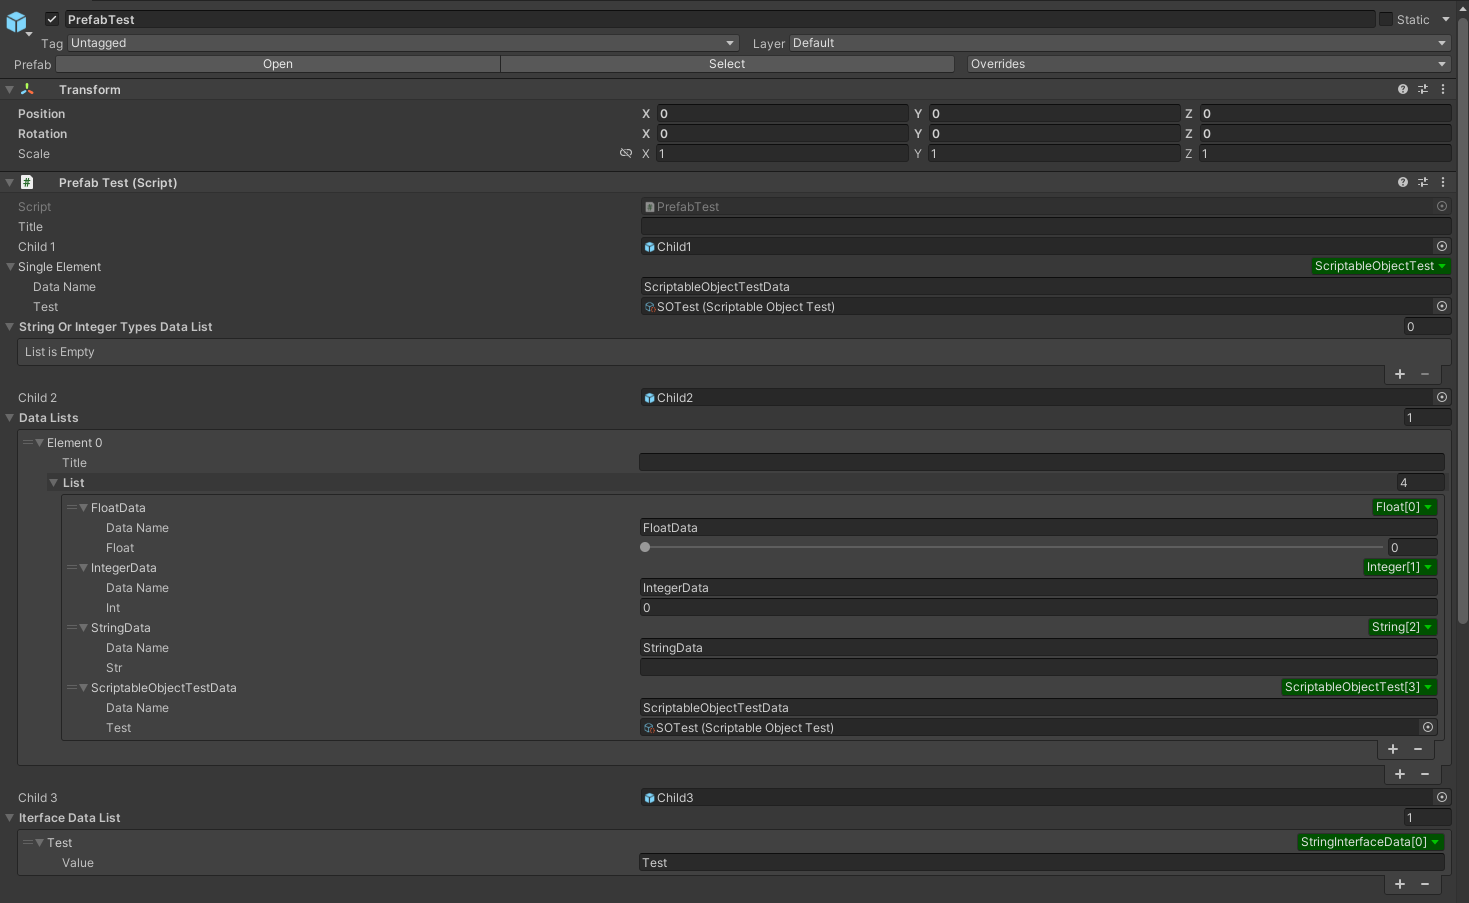 PrefabTest Static
Tag Untagged Layer Default
Prefab Open Select Overrides
Transform
Position X 0 Y 0 Z 0
Rotation X 0 Y 0 Z 0
Scale X 1 Y 1 Z 1
# Prefab Test (Script)
Script # PrefabTest
Title
Child 1 Child1
Single Element ScriptableObjectTest
Data Name ScriptableObjectTestData
Test SOTest (Scriptable Object Test)
String Or Integer Types Data List 0
List is Empty
+ −
Child 2 Child2
Data Lists 1
Element 0
Title
List 4
FloatData Float[0]
Data Name FloatData
Float 0
IntegerData Integer[1]
Data Name IntegerData
Int 0
StringData String[2]
Data Name StringData
Str
ScriptableObjectTestData ScriptableObjectTest[3]
Data Name ScriptableObjectTestData
Test SOTest (Scriptable Object Test)
+ −
+ −
Child 3 Child3
Iterface Data List 1
Test StringInterfaceData[0]
Value Test
+ −